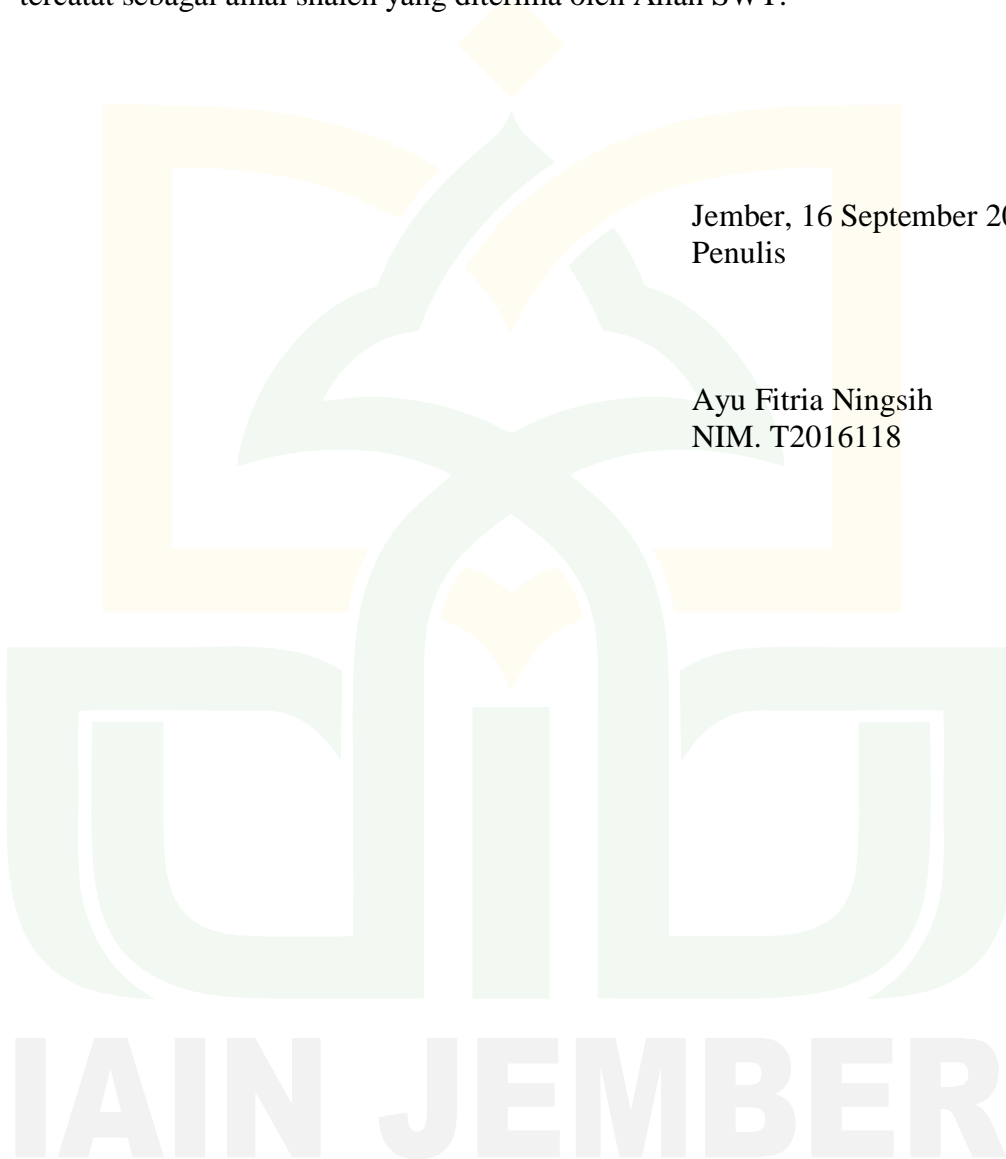 tercatat sebagai amal shaleh yang diterima oleh Allah SWT.
Jember, 16 September 20
Penulis
Ayu Fitria Ningsih
NIM. T2016118
IAIN JEMBER